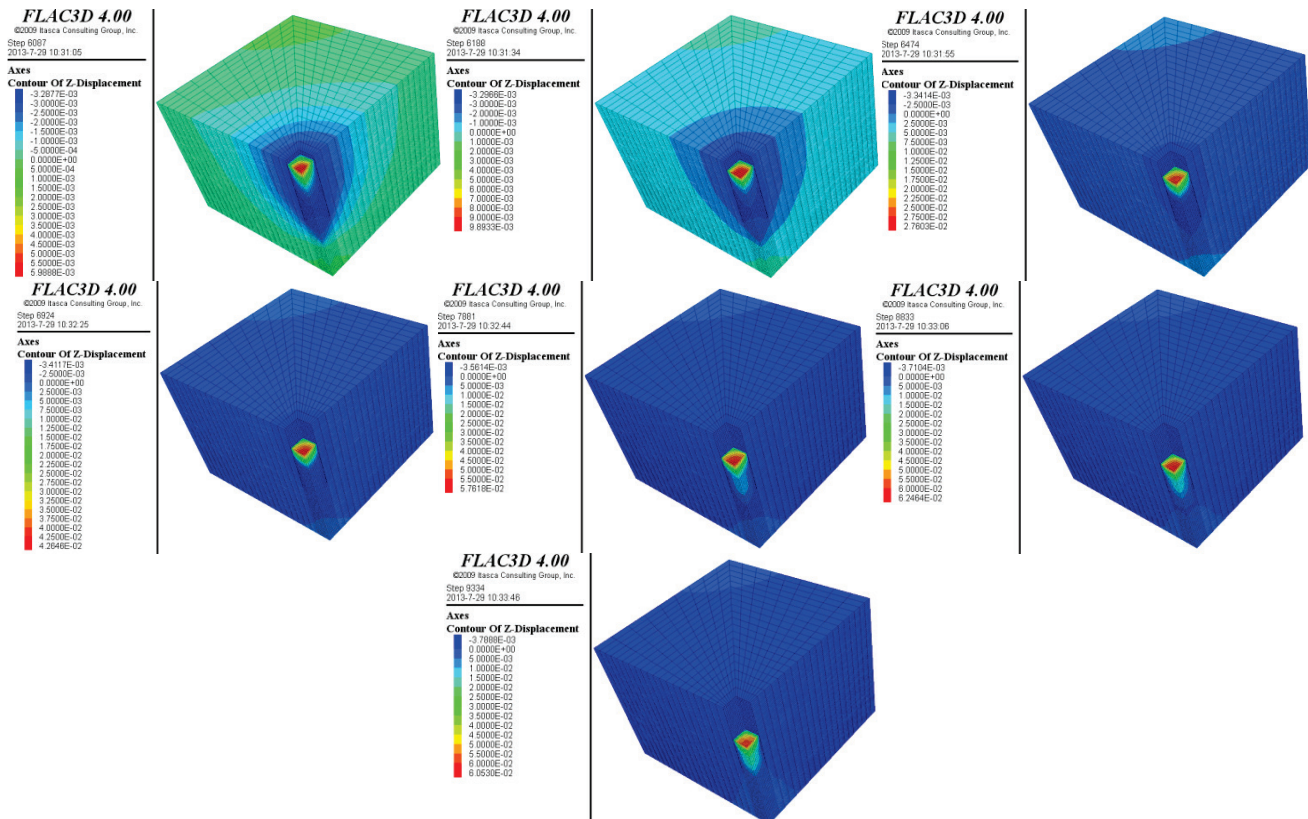 FLAC3D 4.00
©2009 Itasca Consulting Group, Inc.
Step 6087
2013-7-29 10:31:05
Axes
Contour Of Z-Displacement
-3.2877E-03
-3.0000E-03
-2.5000E-03
-2.0000E-03
-1.5000E-03
-1.0000E-03
-5.0000E-04
0.0000E+00
5.0000E-04
1.0000E-03
1.5000E-03
2.0000E-03
2.5000E-03
3.0000E-03
3.5000E-03
4.0000E-03
4.5000E-03
5.0000E-03
5.5000E-03
5.9888E-03
FLAC3D 4.00
©2009 Itasca Consulting Group, Inc.
Step 6188
2013-7-29 10:31:34
Axes
Contour Of Z-Displacement
-3.2968E-03
-3.0000E-03
-2.0000E-03
-1.0000E-03
0.0000E+00
1.0000E-03
2.0000E-03
3.0000E-03
4.0000E-03
5.0000E-03
6.0000E-03
7.0000E-03
8.0000E-03
9.0000E-03
9.8933E-03
FLAC3D 4.00
©2009 Itasca Consulting Group, Inc.
Step 6474
2013-7-29 10:31:55
Axes
Contour Of Z-Displacement
-3.3414E-03
-2.5000E-03
0.0000E+00
2.5000E-03
5.0000E-03
7.5000E-03
1.0000E-02
1.2500E-02
1.5000E-02
1.7500E-02
2.0000E-02
2.2500E-02
2.5000E-02
2.7500E-02
2.7603E-02
FLAC3D 4.00
©2009 Itasca Consulting Group, Inc.
Step 6924
2013-7-29 10:32:25
Axes
Contour Of Z-Displacement
-3.4117E-03
-2.5000E-03
0.0000E+00
2.5000E-03
5.0000E-03
7.5000E-03
1.0000E-02
1.2500E-02
1.5000E-02
1.7500E-02
2.0000E-02
2.2500E-02
2.5000E-02
2.7500E-02
3.0000E-02
3.2500E-02
3.5000E-02
3.7500E-02
4.0000E-02
4.2500E-02
4.2646E-02
FLAC3D 4.00
©2009 Itasca Consulting Group, Inc.
Step 7881
2013-7-29 10:32:44
Axes
Contour Of Z-Displacement
-3.5614E-03
0.0000E+00
5.0000E-03
1.0000E-02
1.5000E-02
2.0000E-02
2.5000E-02
3.0000E-02
3.5000E-02
4.0000E-02
4.5000E-02
5.0000E-02
5.5000E-02
5.7618E-02
FLAC3D 4.00
©2009 Itasca Consulting Group, Inc.
Step 8833
2013-7-29 10:33:06
Axes
Contour Of Z-Displacement
-3.7104E-03
0.0000E+00
5.0000E-03
1.0000E-02
1.5000E-02
2.0000E-02
2.5000E-02
3.0000E-02
3.5000E-02
4.0000E-02
4.5000E-02
5.0000E-02
5.5000E-02
6.0000E-02
6.2464E-02
FLAC3D 4.00
©2009 Itasca Consulting Group, Inc.
Step 9334
2013-7-29 10:33:46
Axes
Contour Of Z-Displacement
-3.7888E-03
0.0000E+00
5.0000E-03
1.0000E-02
1.5000E-02
2.0000E-02
2.5000E-02
3.0000E-02
3.5000E-02
4.0000E-02
4.5000E-02
5.0000E-02
5.5000E-02
6.0000E-02
6.0530E-02